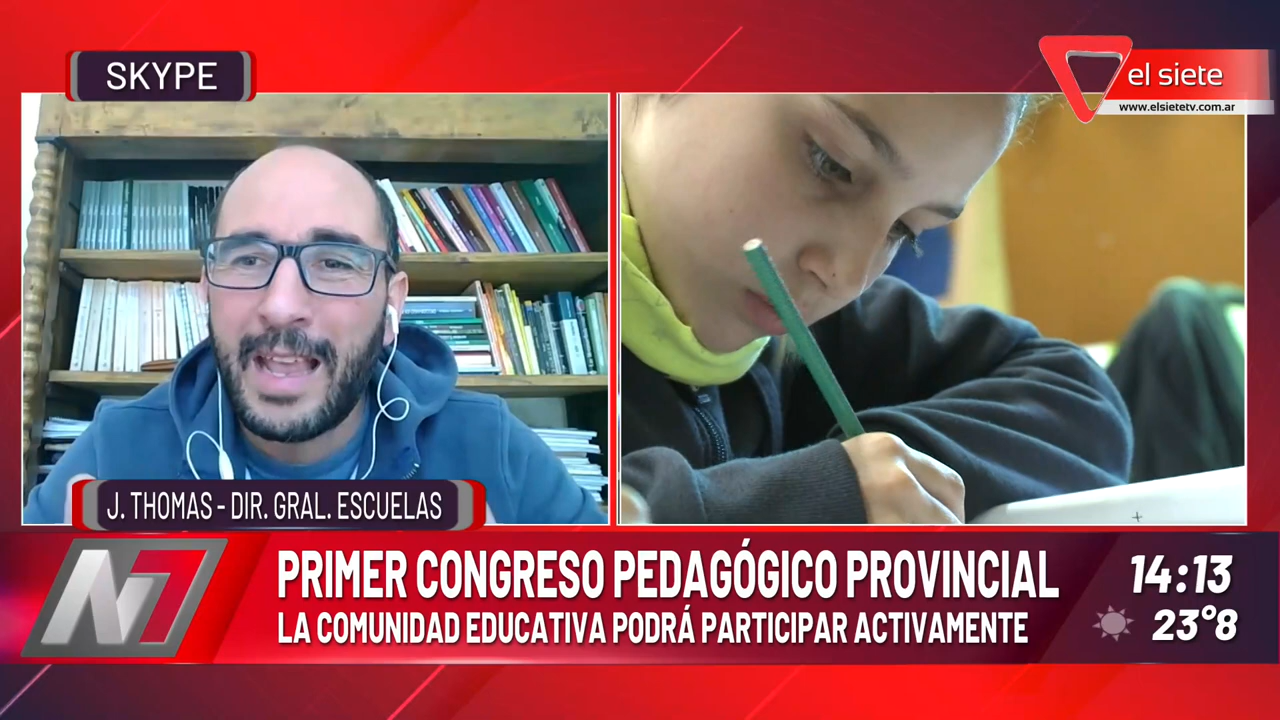 SKYPE
el siete
www.elsietetv.com.ar
J. THOMAS - DIR. GRAL. ESCUELAS
N7
PRIMER CONGRESO PEDAGÓGICO PROVINCIAL
14:13
LA COMUNIDAD EDUCATIVA PODRÁ PARTICIPAR ACTIVAMENTE
23°8